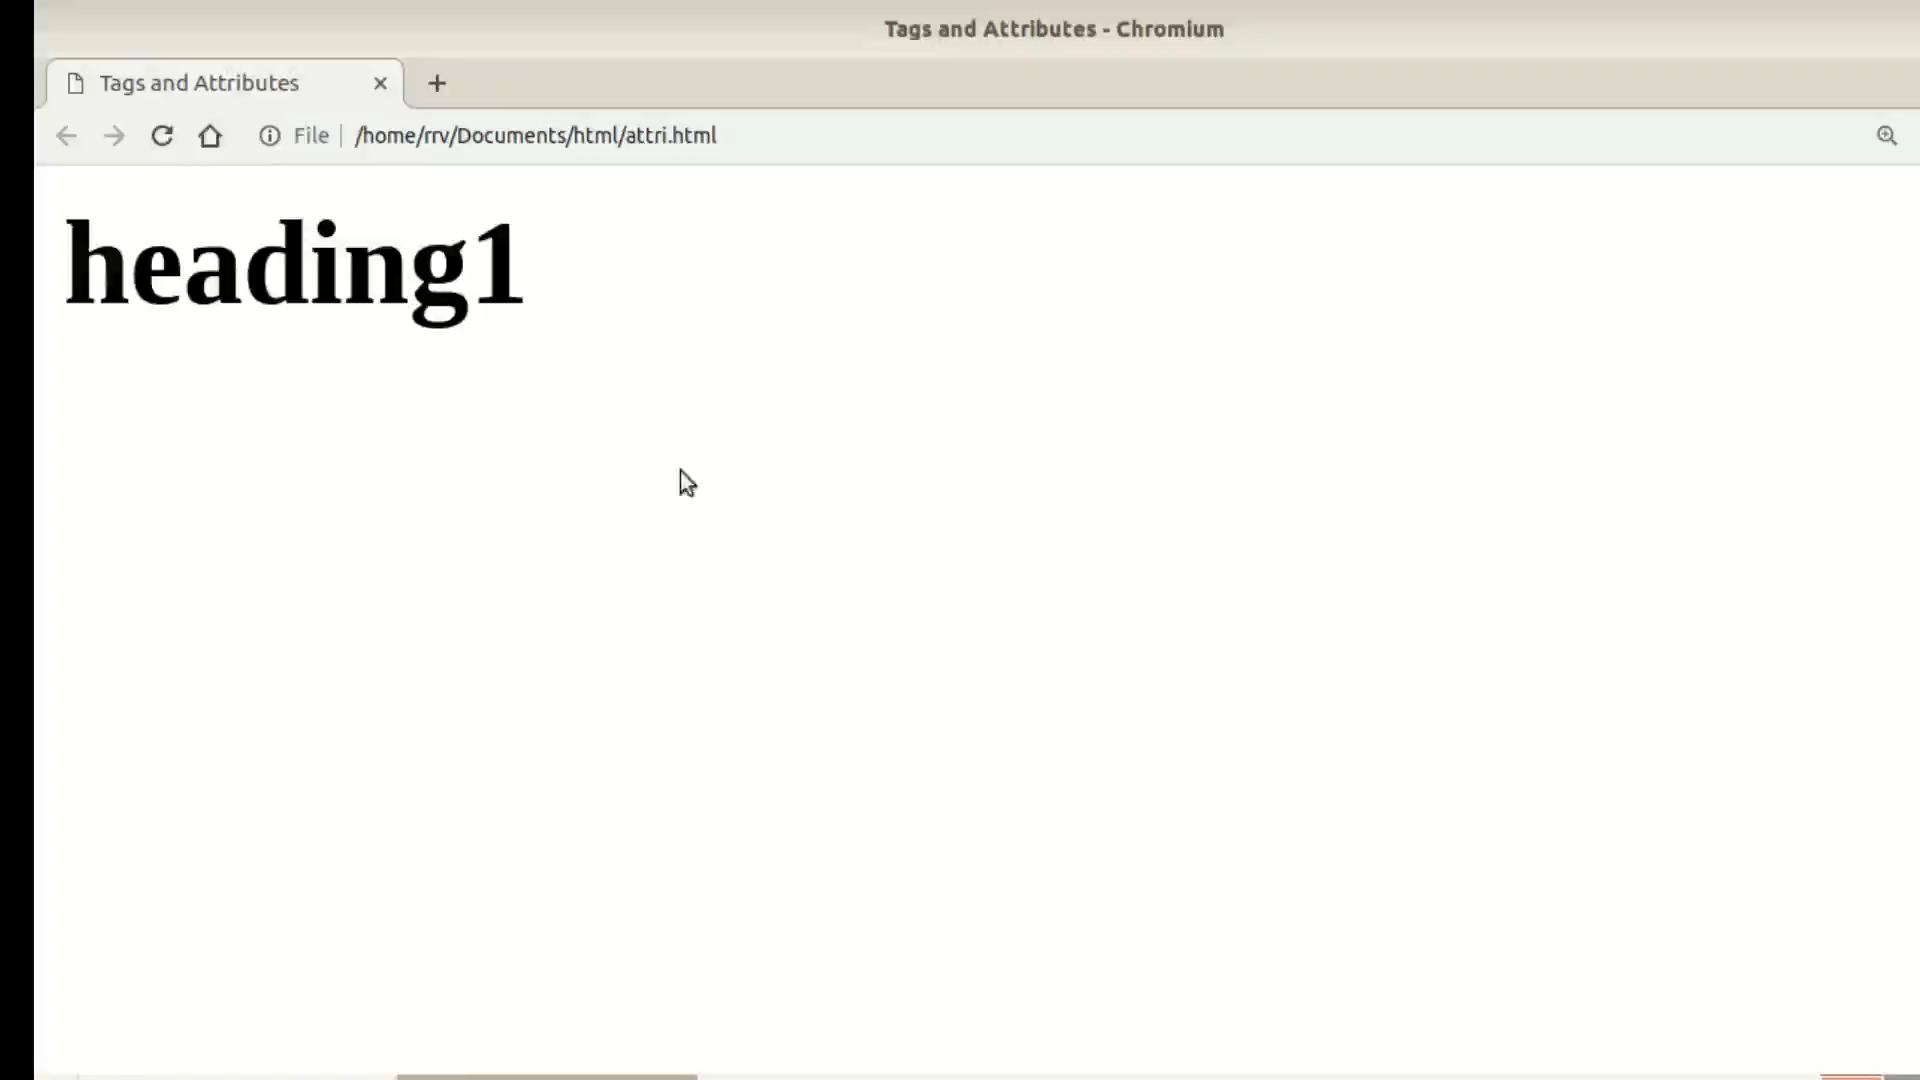 Tags and Attributes - Chromium
Tags and Attributes
File /home/rrv/Documents/html/attri.html
heading1